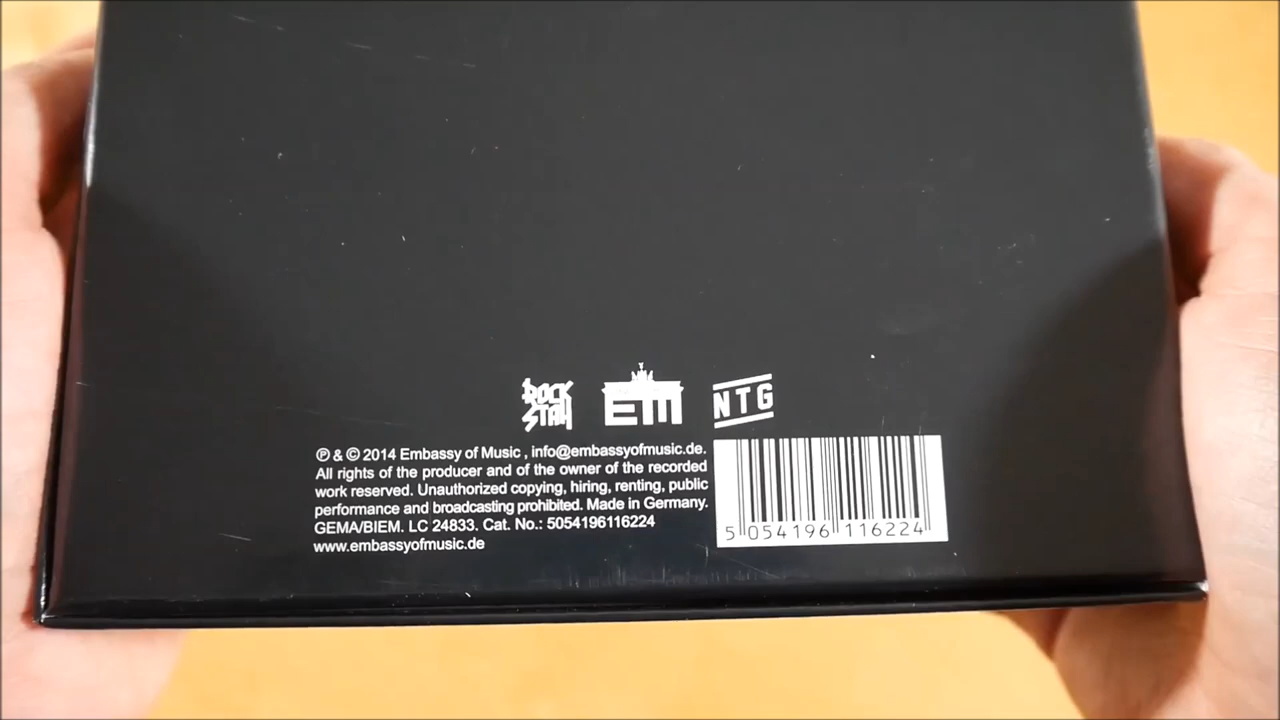 ROCK
STAH
EM
NTG
℗ & © 2014 Embassy of Music , info@embassyofmusic.de.
All rights of the producer and of the owner of the recorded
work reserved. Unauthorized copying, hiring, renting, public
performance and broadcasting prohibited. Made in Germany.
GEMA/BIEM. LC 24833. Cat. No.: 5054196116224
www.embassyofmusic.de
5 054196 116224